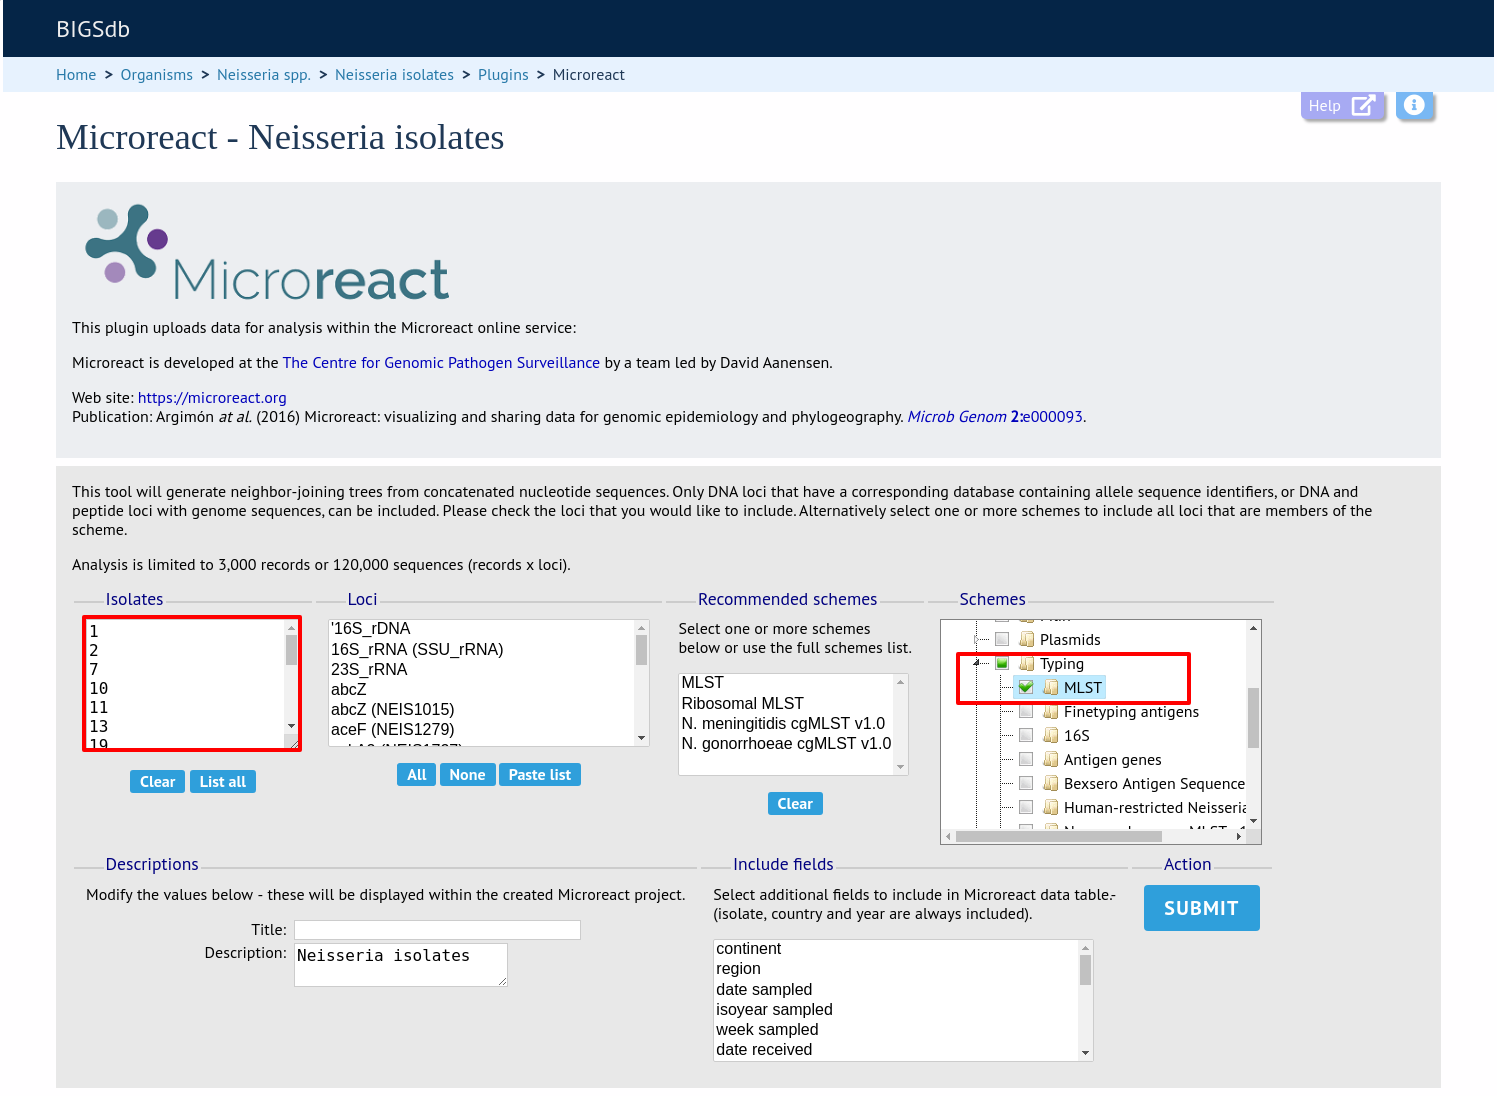 BIGSdb
Home > Organisms > Neisseria spp. > Neisseria isolates > Plugins > Microreact
Help
Microreact - Neisseria isolates
Microreact
This plugin uploads data for analysis within the Microreact online service:
Microreact is developed at the The Centre for Genomic Pathogen Surveillance by a team led by David Aanensen.
Web site: https://microreact.org
Publication: Argimón at al. (2016) Microreact: visualizing and sharing data for genomic epidemiology and phylogeography. Microb Genom 2:e000093.
This tool will generate neighbor-joining trees from concatenated nucleotide sequences. Only DNA loci that have a corresponding database containing allele sequence identifiers, or DNA and
peptide loci with genome sequences, can be included. Please check the loci that you would like to include. Alternatively select one or more schemes to include all loci that are members of the
scheme.
Analysis is limited to 3,000 records or 120,000 sequences (records x loci).
Isolates
1
2
7
10
11
13
19
Clear List all
Loci
'16S_rDNA
16S_rRNA (SSU_rRNA)
23S_rRNA
abcZ
abcZ (NEIS1015)
aceF (NEIS1279)
All None Paste list
Recommended schemes
Select one or more schemes
below or use the full schemes list.
MLST
Ribosomal MLST
N. meningitidis cgMLST v1.0
N. gonorrhoeae cgMLST v1.0
Clear
Schemes
Plasmids
Typing
MLST
Finetyping antigens
16S
Antigen genes
Bexsero Antigen Sequence
Human-restricted Neisseria
Descriptions
Modify the values below - these will be displayed within the created Microreact project.
Title:
Description: Neisseria isolates
Include fields
Select additional fields to include in Microreact data table.-
(isolate, country and year are always included).
continent
region
date sampled
isoyear sampled
week sampled
date received
Action
SUBMIT